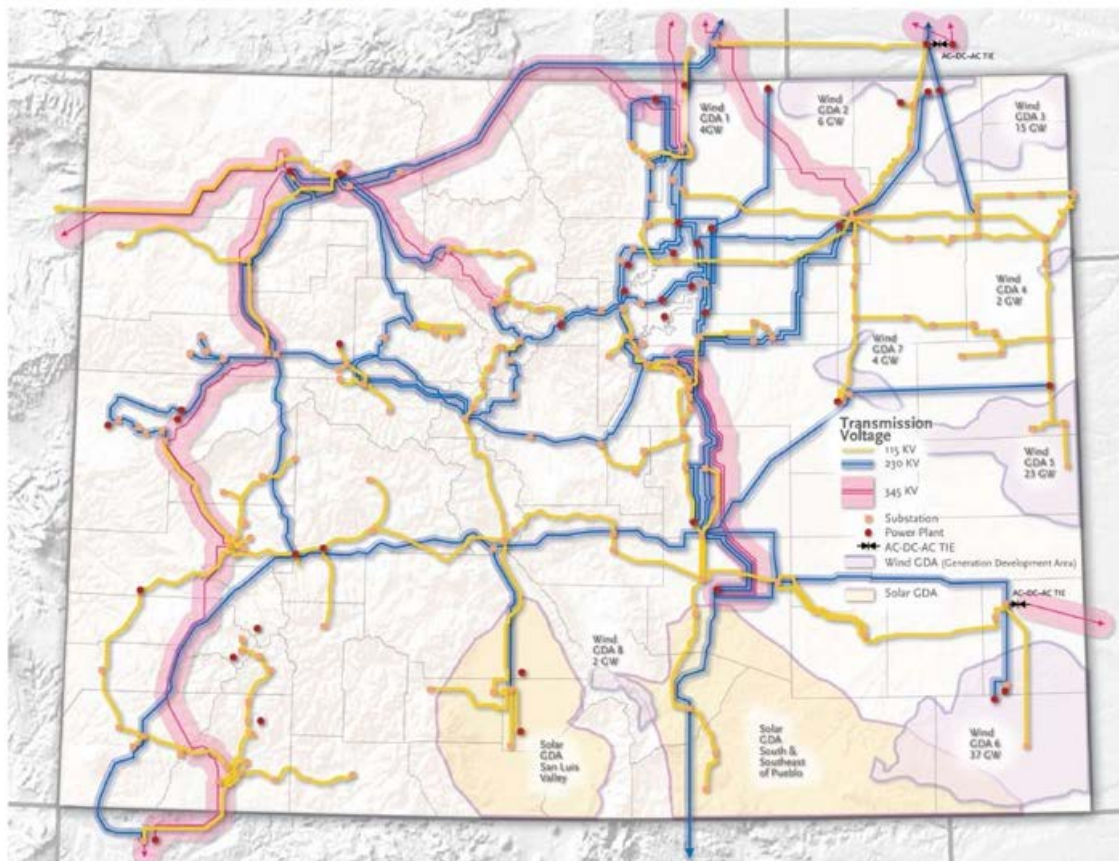 AC-DC-AC TIE
Wind
GDA 1
4GW
Wind
GDA 2
6 GW
Wind
GDA 3
15 GW
Wind
GDA 4
2 GW
Wind
GDA 7
4 GW
Transmission
Voltage
115 KV
230 KV
345 KV
Substation
Power Plant
AC-DC-AC TIE
Wind GDA (Generation Development Area)
Solar GDA
Wind
GDA 5
23 GW
AC-DC-AC TIE
Wind
GDA 8
2 GW
Solar
GDA
San Luis
Valley
Solar
GDA
South &
Southeast
of Pueblo
Wind
GDA 6
37 GW